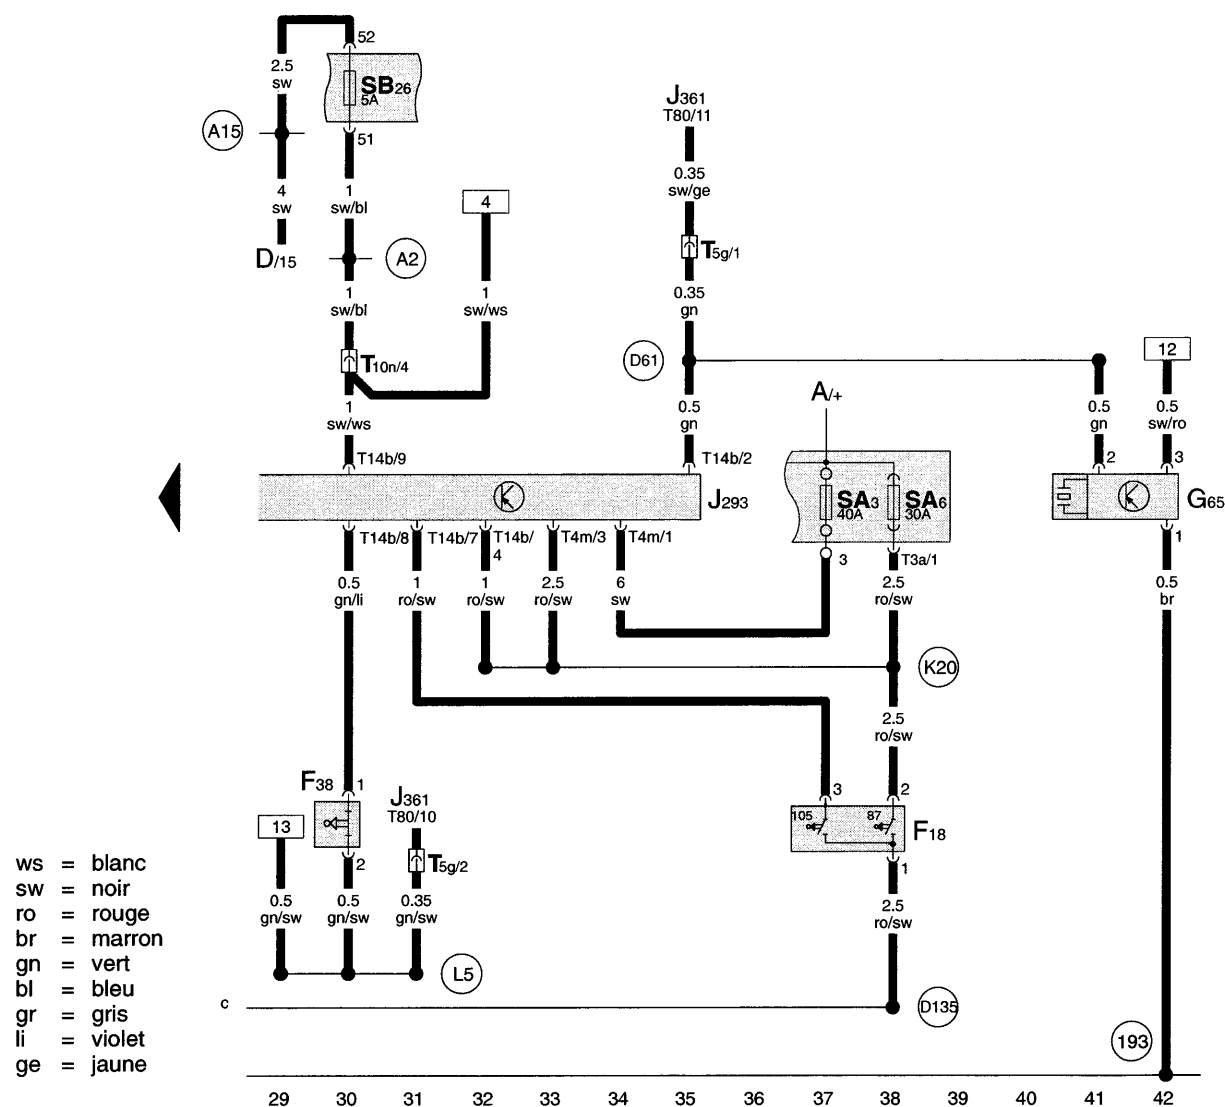 52
2.5
sw
SB26
5A
A15
51
4
sw
1
sw/bl
D/15
A2
4
1
sw/bl
1
sw/ws
T10n/4
1
sw/ws
T14b/9
J361
T80/11
0.35
sw/ge
T5g/1
0.35
gn
D61
0.5
gn
T14b/2
A/+
12
0.5
gn
0.5
sw/ro
2
3
J293
SA3
40A
SA6
30A
G65
T14b/8
T14b/7
T14b/
4
T4m/3
T4m/1
3
T3a/1
1
0.5
gn/li
1
ro/sw
1
ro/sw
2.5
ro/sw
6
sw
2.5
ro/sw
0.5
br
K20
2.5
ro/sw
F38
1
J361
T80/10
3
2
13
105
87
F18
2
T5g/2
1
0.5
gn/sw
0.5
gn/sw
0.35
gn/sw
2.5
ro/sw
L5
c
D135
193
ws = blanc
sw = noir
ro = rouge
br = marron
gn = vert
bl = bleu
gr = gris
li = violet
ge = jaune
29 30 31 32 33 34 35 36 37 38 39 40 41 42